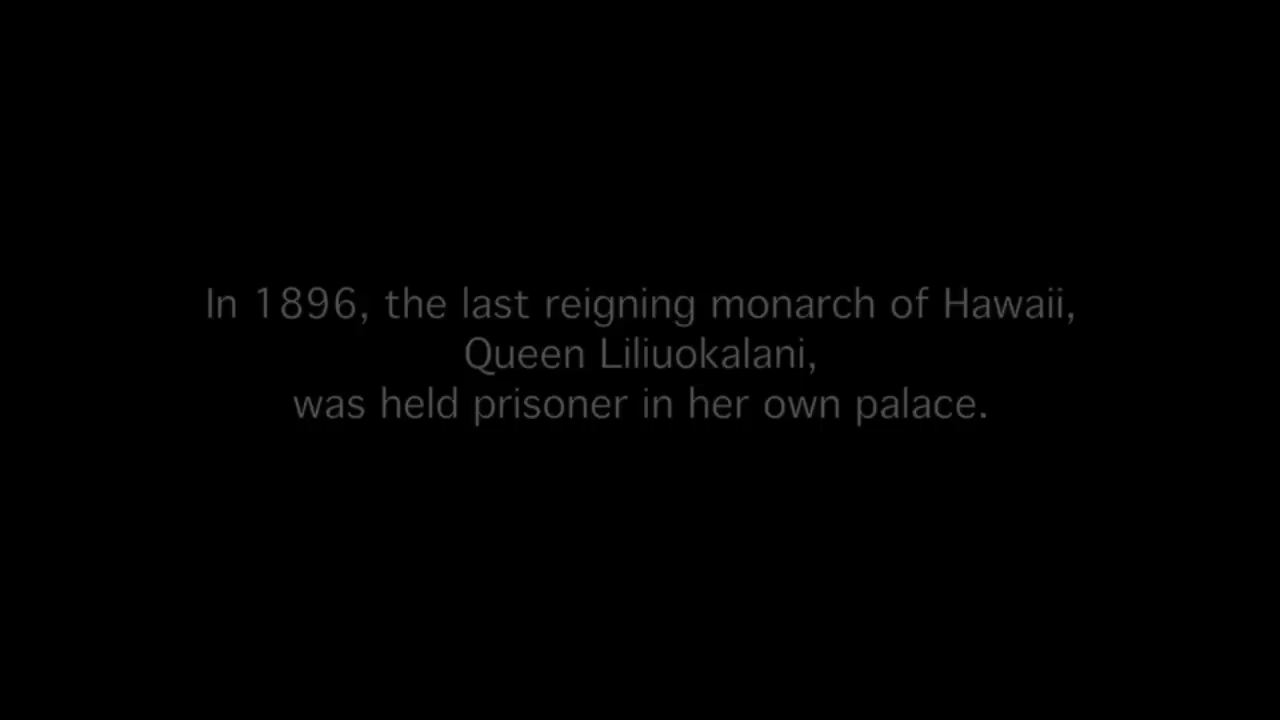 In 1896, the last reigning monarch of Hawaii,
Queen Liliuokalani,
was held prisoner in her own palace.